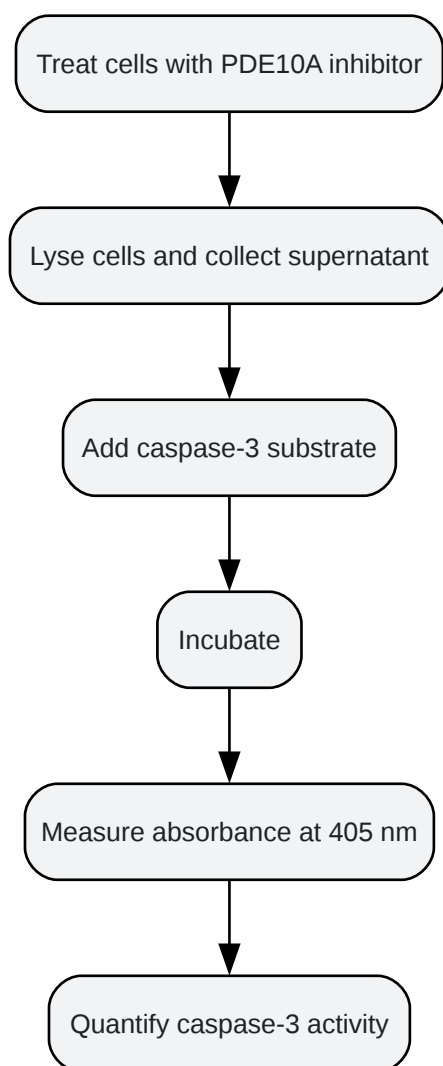 Treat cells with PDE10A inhibitor
Lyse cells and collect supernatant
Add caspase-3 substrate
Incubate
Measure absorbance at 405 nm
Quantify caspase-3 activity